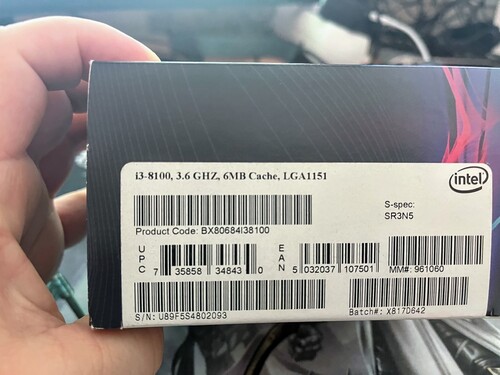 i3-8100, 3.6 GHZ, 6MB Cache, LGA1151
intel
S-spec:
SR3N5
Product Code: BX80684I38100
UPC 7 35858 34843 0
EAN 5 032037 107501
MM#: 961060
S/N: U89F5S4802093
Batch#: X817D642